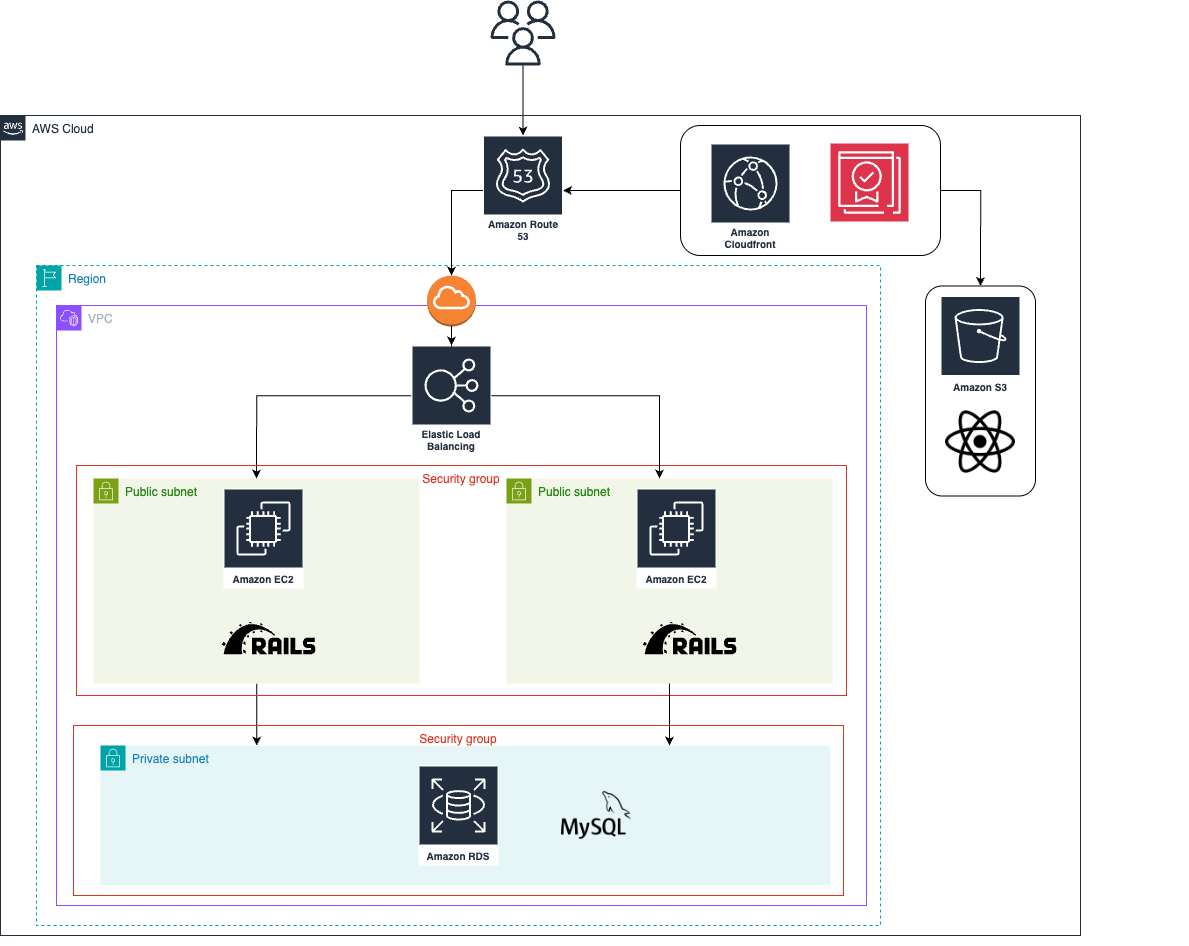 aws
AWS Cloud
53
Amazon Route
53
Amazon
Cloudfront
Region
VPC
Amazon S3
Elastic Load
Balancing
Security group
Public subnet
Public subnet
Amazon EC2
Amazon EC2
RAILS
RAILS
Security group
Private subnet
MySQL
Amazon RDS